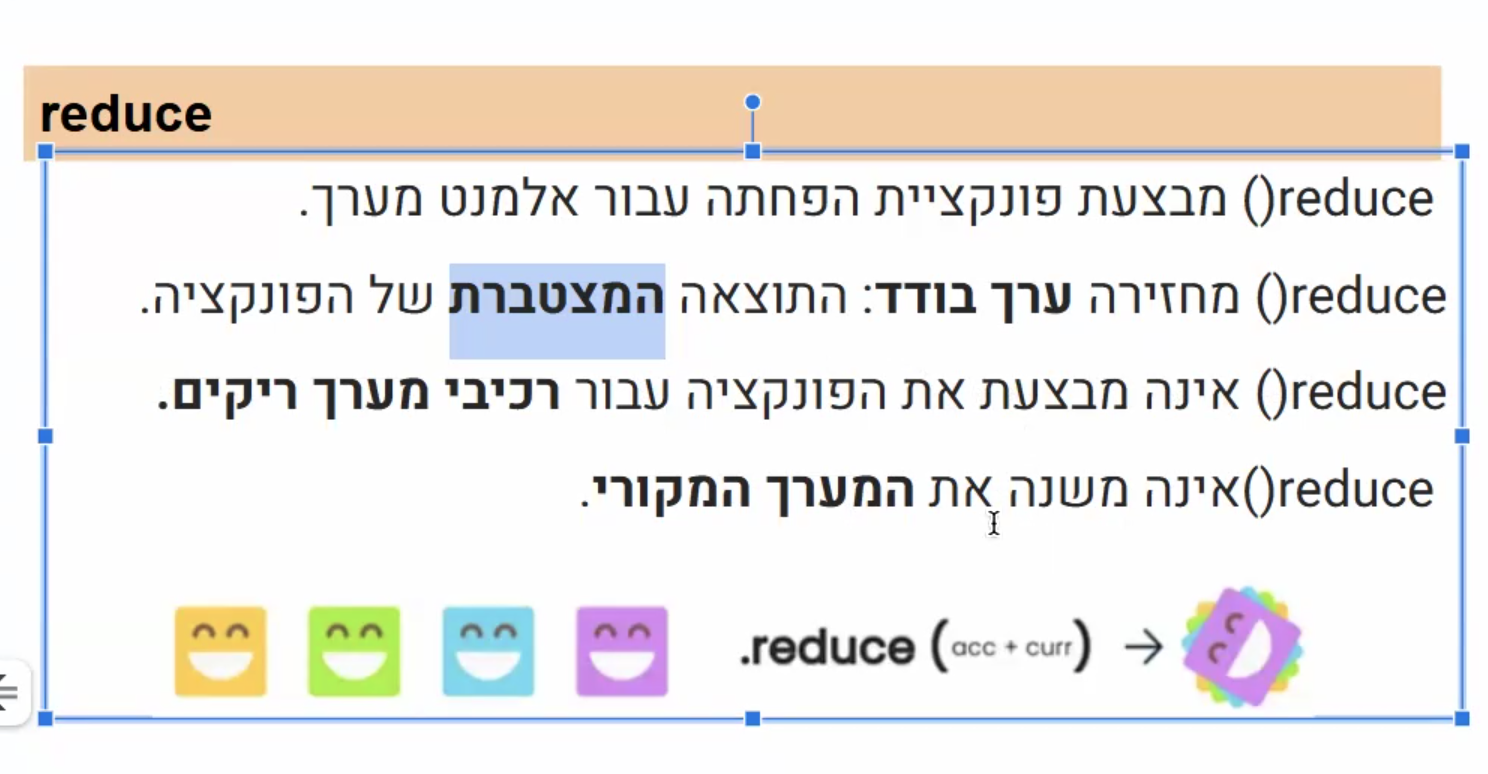 reduce
reduce() מבצעת פונקציית הפחתה עבור אלמנט מערך.
reduce() מחזירה ערך בודד: התוצאה המצטברת של הפונקציה.
reduce() אינה מבצעת את הפונקציה עבור רכיבי מערך ריקים.
reduce()אינה משנה את המערך המקורי.
.reduce (acc + curr) →